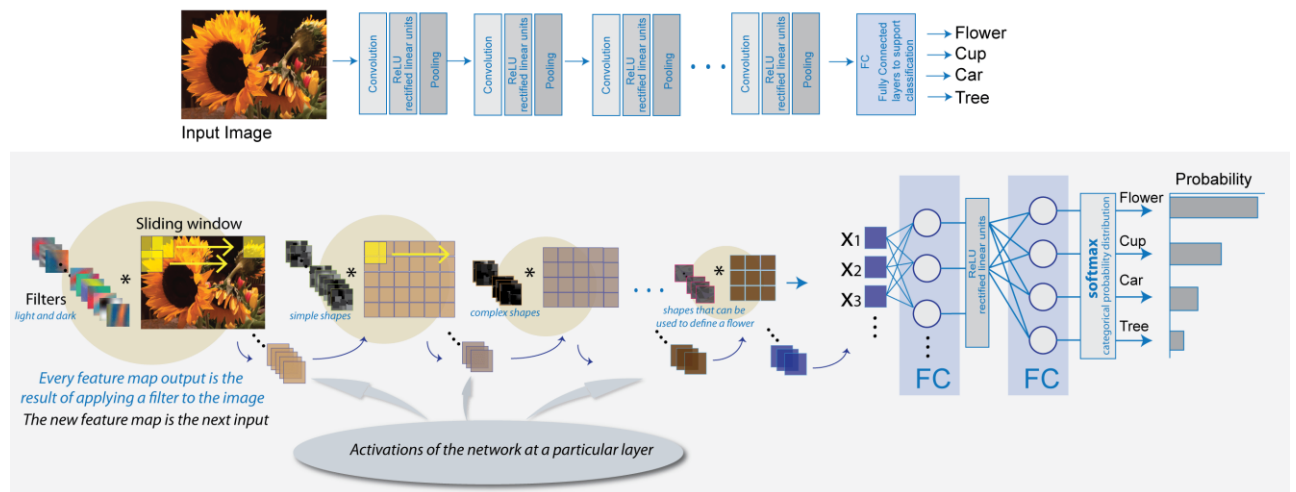 Input Image
Convolution
ReLU
rectified linear units
Pooling
Convolution
ReLU
rectified linear units
Pooling
Convolution
ReLU
rectified linear units
Pooling
Convolution
ReLU
rectified linear units
Pooling
FC
Fully Connected
layers to support
classification
Flower
Cup
Car
Tree
Sliding window
Filters
light and dark
*
simple shapes
*
complex shapes
*
shapes that can be
used to define a flower
*
Every feature map output is the
result of applying a filter to the image
The new feature map is the next input
Activations of the network at a particular layer
x1
x2
x3
FC
ReLU
rectified linear units
FC
softmax
categorical probability distribution
Probability
Flower
Cup
Car
Tree